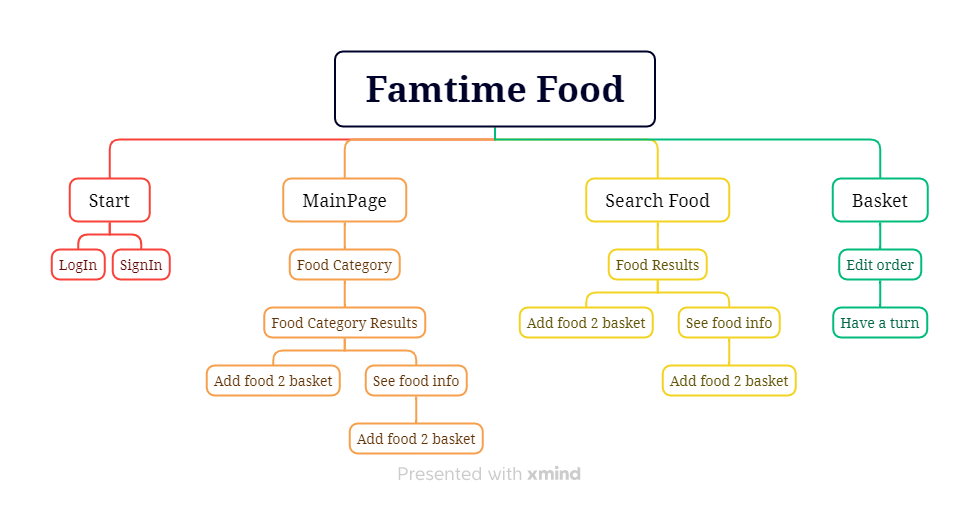 Famtime Food
Start
MainPage
Search Food
Basket
LogIn
SignIn
Food Category
Food Results
Edit order
Food Category Results
Add food 2 basket
See food info
Have a turn
Add food 2 basket
See food info
Add food 2 basket
Add food 2 basket
Presented with xmind